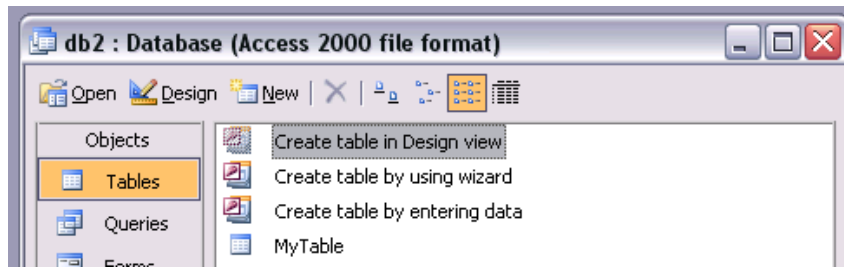 db2 : Database (Access 2000 file format)
Open Design New
Objects
Tables
Queries
Forms
Create table in Design view
Create table by using wizard
Create table by entering data
MyTable